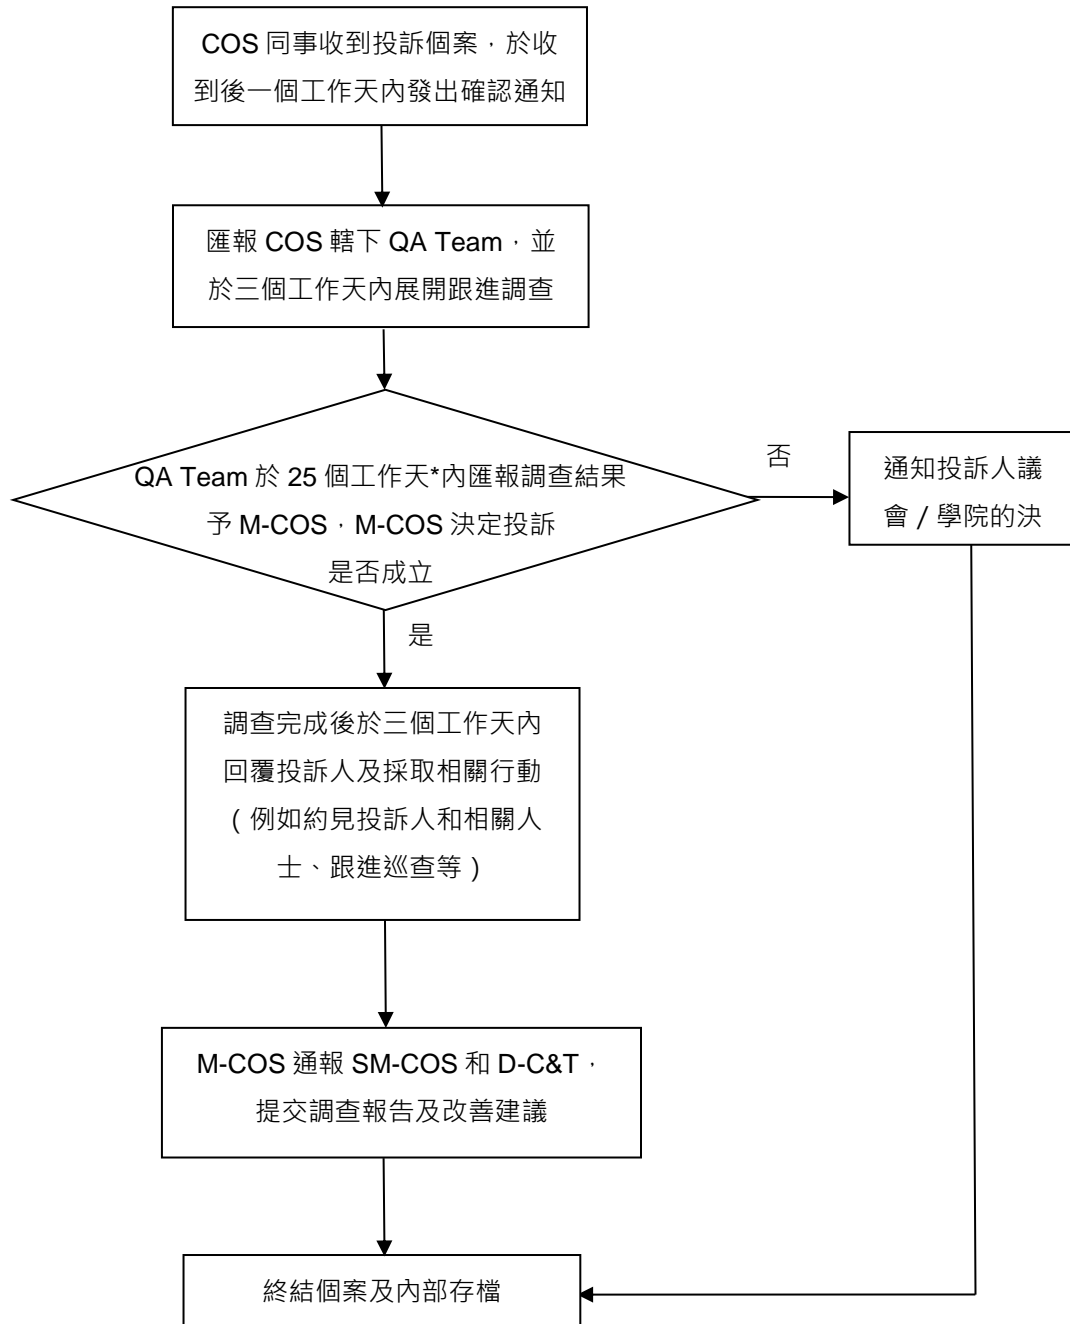 COS 同事收到投訴個案，於收
到後一個工作天內發出確認通知
匯報 COS 轄下 QA Team，並
於三個工作天內展開跟進調查
QA Team 於 25 個工作天*內匯報調查結果
予 M-COS，M-COS 決定投訴
是否成立
否
通知投訴人議
會 / 學院的決
是
調查完成後於三個工作天內
回覆投訴人及採取相關行動
( 例如約見投訴人和相關人
士、跟進巡查等 )
M-COS 通報 SM-COS 和 D-C&T，
提交調查報告及改善建議
終結個案及內部存檔